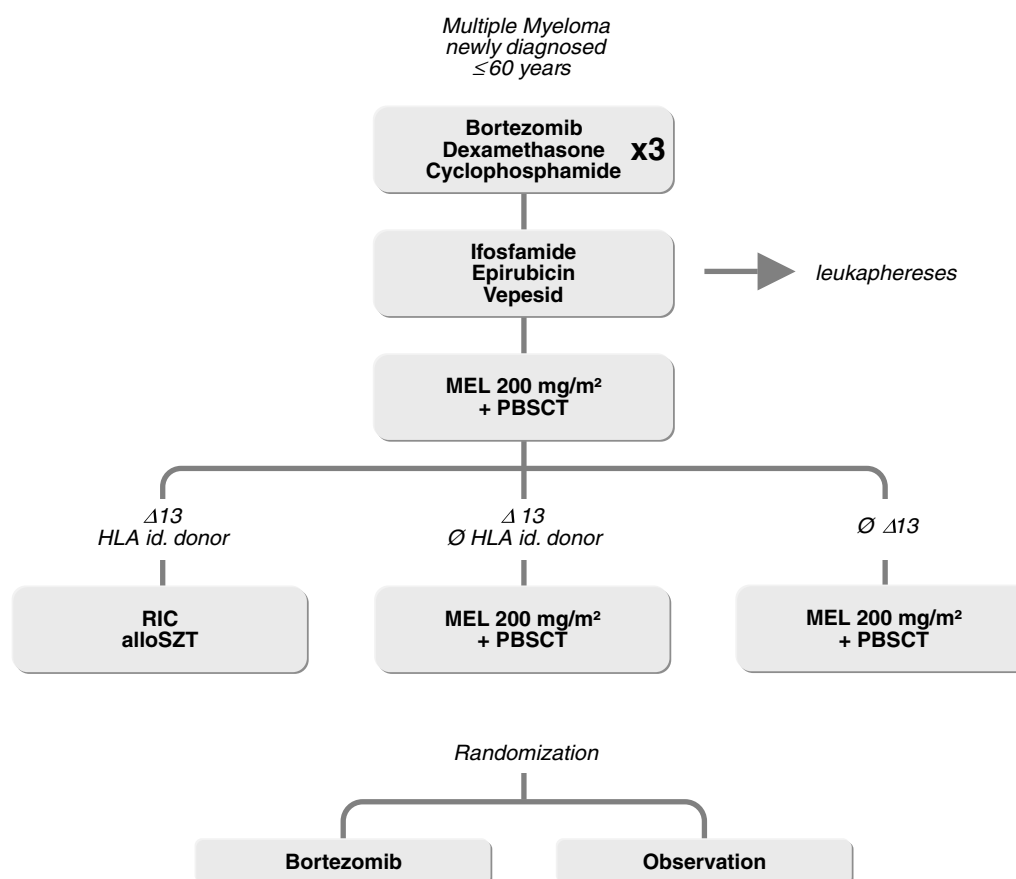 Multiple Myeloma
newly diagnosed
≤60 years
Bortezomib
Dexamethasone
Cyclophosphamide
x3
Ifosfamide
Epirubicin
Vepesid
leukaphereses
MEL 200 mg/m²
+ PBSCT
Δ13
HLA id. donor
Δ 13
Ø HLA id. donor
Ø Δ13
RIC
alloSZT
MEL 200 mg/m²
+ PBSCT
MEL 200 mg/m²
+ PBSCT
Randomization
Bortezomib
Observation